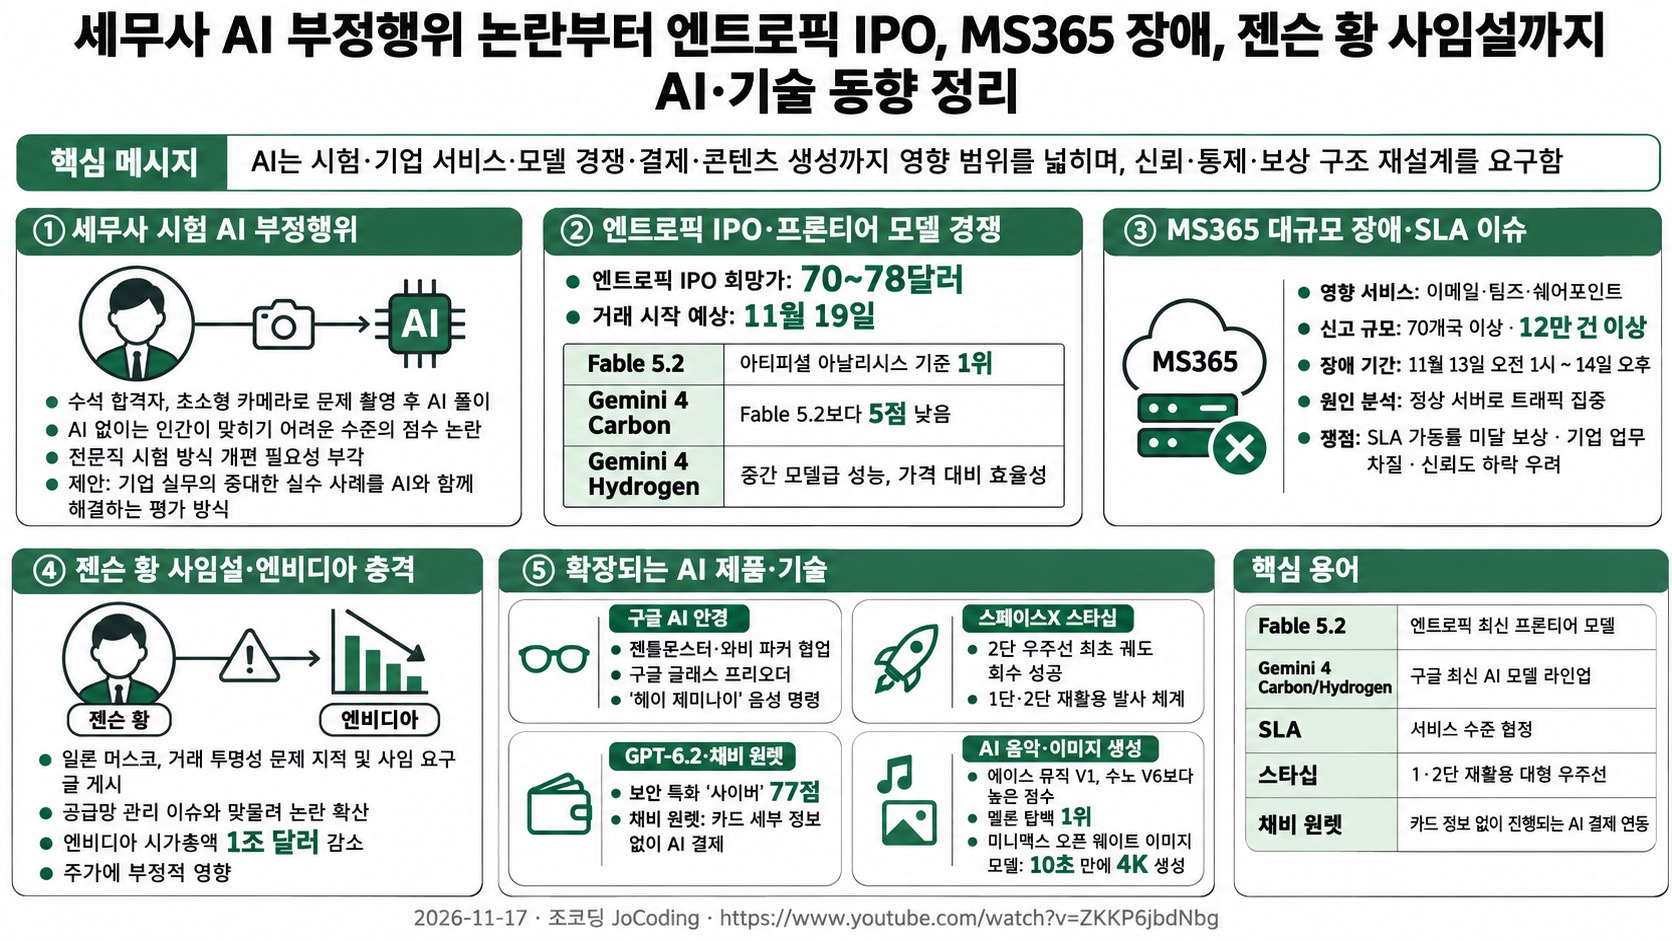 세무사 AI 부정행위 논란부터 엔트로픽 IPO, MS365 장애, 젠슨 황 사임설까지
AI·기술 동향 정리
핵심 메시지
AI는 시험·기업 서비스·모델 경쟁·결제·콘텐츠 생성까지 영향 범위를 넓히며, 신뢰·통제·보상 구조 재설계를 요구함
① 세무사 시험 AI 부정행위
AI
• 수석 합격자, 초소형 카메라로 문제 촬영 후 AI 풀이
• AI 없이는 인간이 맞히기 어려운 수준의 점수 논란
• 전문직 시험 방식 개편 필요성 부각
• 제안: 기업 실무의 중대한 실수 사례를 AI와 함께
해결하는 평가 방식
② 엔트로픽 IPO·프론티어 모델 경쟁
• 엔트로픽 IPO 희망가: 70~78달러
• 거래 시작 예상: 11월 19일
Fable 5.2
아티피셜 아날리시스 기준 1위
Gemini 4
Carbon
Fable 5.2보다 5점 낮음
Gemini 4
Hydrogen
중간 모델급 성능, 가격 대비 효율성
③ MS365 대규모 장애·SLA 이슈
MS365
• 영향 서비스: 이메일·팀즈·쉐어포인트
• 신고 규모: 70개국 이상 · 12만 건 이상
• 장애 기간: 11월 13일 오전 1시 ~ 14일 오후
• 원인 분석: 정상 서버로 트래픽 집중
• 쟁점: SLA 가동률 미달 보상 · 기업 업무
차질 · 신뢰도 하락 우려
④ 젠슨 황 사임설·엔비디아 충격
젠슨 황
엔비디아
• 일론 머스코, 거래 투명성 문제 지적 및 사임 요구
글 게시
• 공급망 관리 이슈와 맞물려 논란 확산
• 엔비디아 시가총액 1조 달러 감소
• 주가에 부정적 영향
⑤ 확장되는 AI 제품·기술
구글 AI 안경
• 젠틀몬스터·와비 파커 협업
• 구글 글래스 프리오더
• ‘헤이 제미나이’ 음성 명령
스페이스X 스타십
• 2단 우주선 최초 궤도
회수 성공
• 1단·2단 재활용 발사 체계
GPT-6.2·채비 원렛
• 보안 특화 ‘사이버’ 77점
• 채비 원렛: 카드 세부 정보
없이 AI 결제
AI 음악·이미지 생성
• 에이스 뮤직 V1, 수노 V6보다
높은 점수
• 멜론 탑백 1위
• 미니맥스 오픈 웨이트 이미지
모델: 10초 만에 4K 생성
핵심 용어
Fable 5.2
엔트로픽 최신 프론티어 모델
Gemini 4
Carbon/Hydrogen
구글 최신 AI 모델 라인업
SLA
서비스 수준 협정
스타십
1·2단 재활용 대형 우주선
채비 원렛
카드 정보 없이 진행되는 AI 결제 연동
2026-11-17 · 조코딩 JoCoding · https://www.youtube.com/watch?v=ZKKP6jbdNbg